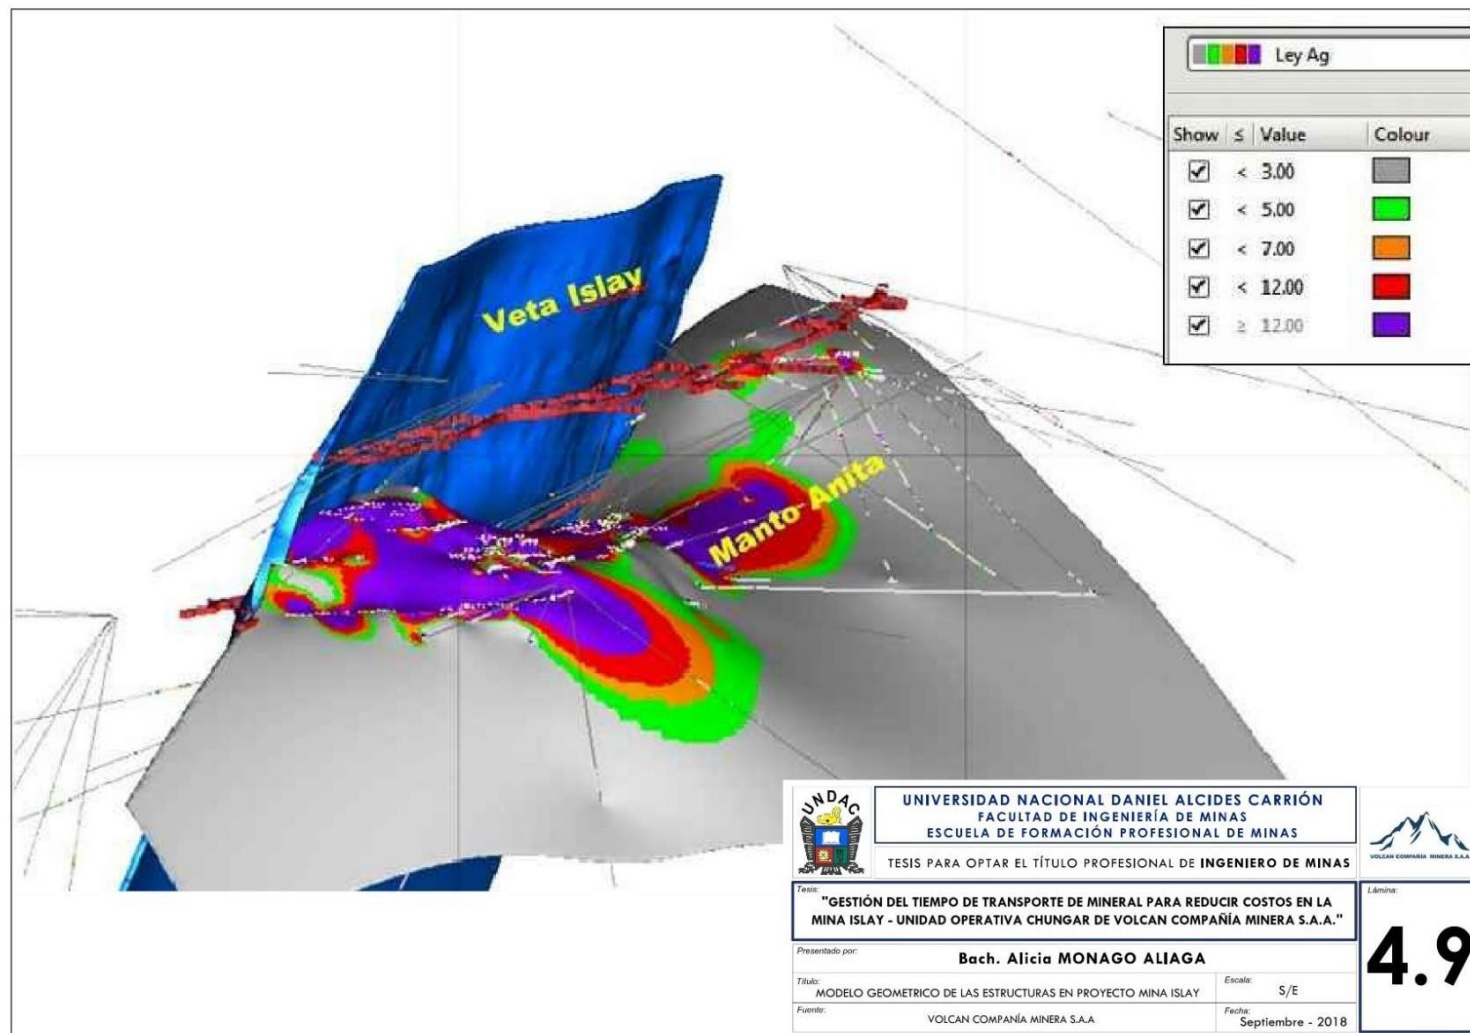 Ley Ag
Show ≤ Value Colour
< 3.00
< 5.00
< 7.00
< 12.00
≥ 12.00
Veta Islay
Manto Anita
UNDAC
UNIVERSIDAD NACIONAL DANIEL ALCIDES CARRIÓN
FACULTAD DE INGENIERÍA DE MINAS
ESCUELA DE FORMACIÓN PROFESIONAL DE MINAS
TESIS PARA OPTAR EL TÍTULO PROFESIONAL DE INGENIERO DE MINAS
VOLCAN COMPAÑÍA MINERA S.A.A.
Tesis:
"GESTIÓN DEL TIEMPO DE TRANSPORTE DE MINERAL PARA REDUCIR COSTOS EN LA
MINA ISLAY - UNIDAD OPERATIVA CHUNGAR DE VOLCAN COMPAÑÍA MINERA S.A.A."
Lámina:
4.9
Presentado por:
Bach. Alicia MONAGO ALIAGA
Título:
MODELO GEOMETRICO DE LAS ESTRUCTURAS EN PROYECTO MINA ISLAY
Escala:
S/E
Fuente:
VOLCAN COMPAÑÍA MINERA S.A.A
Fecha:
Septiembre - 2018